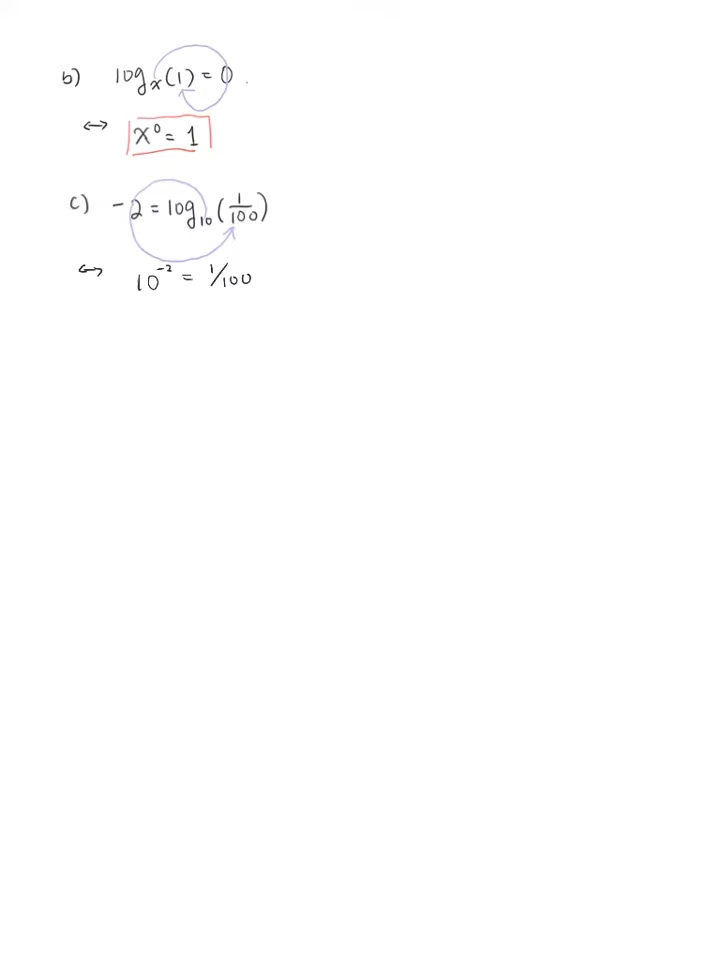 b) logₓ(1) = 0
↔ x⁰ = 1
c) -2 = log₁₀(1/100)
↔ 10⁻² = 1/100